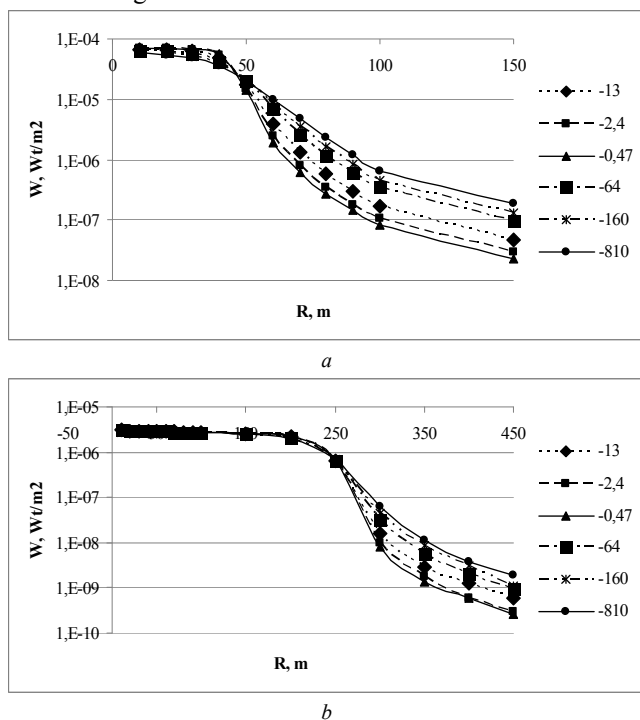 1,E-04
1,E-05
1,E-06
1,E-07
1,E-08
0
50
100
150
W, Wt/m2
R, m
-13
-2,4
-0,47
-64
-160
-810
a
1,E-05
1,E-06
1,E-07
1,E-08
1,E-09
1,E-10
-50
250
350
450
W, Wt/m2
R, m
-13
-2,4
-0,47
-64
-160
-810
b